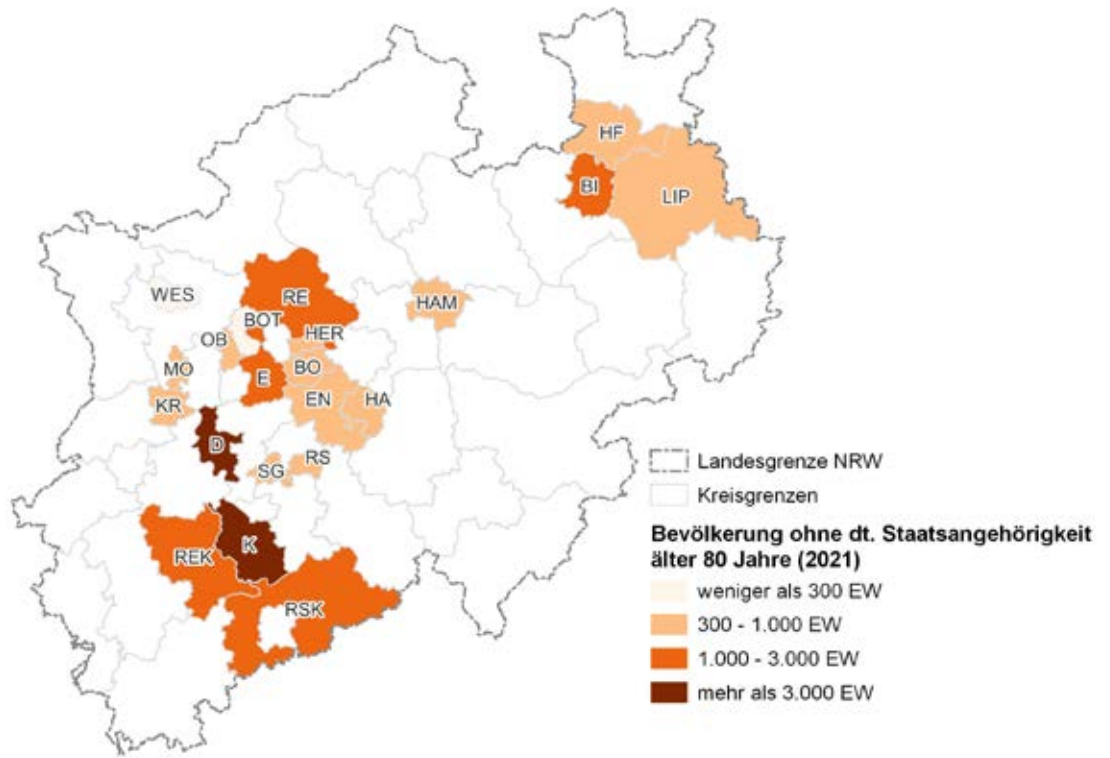 HF
BI
LIP
WES
RE
HAM
BOT
HER
OB
MO
BO
E
KR
EN
HA
D
SG
RS
REK
K
RSK
Landesgrenze NRW
Kreisgrenzen
Bevölkerung ohne dt. Staatsangehörigkeit
älter 80 Jahre (2021)
weniger als 300 EW
300 - 1.000 EW
1.000 - 3.000 EW
mehr als 3.000 EW